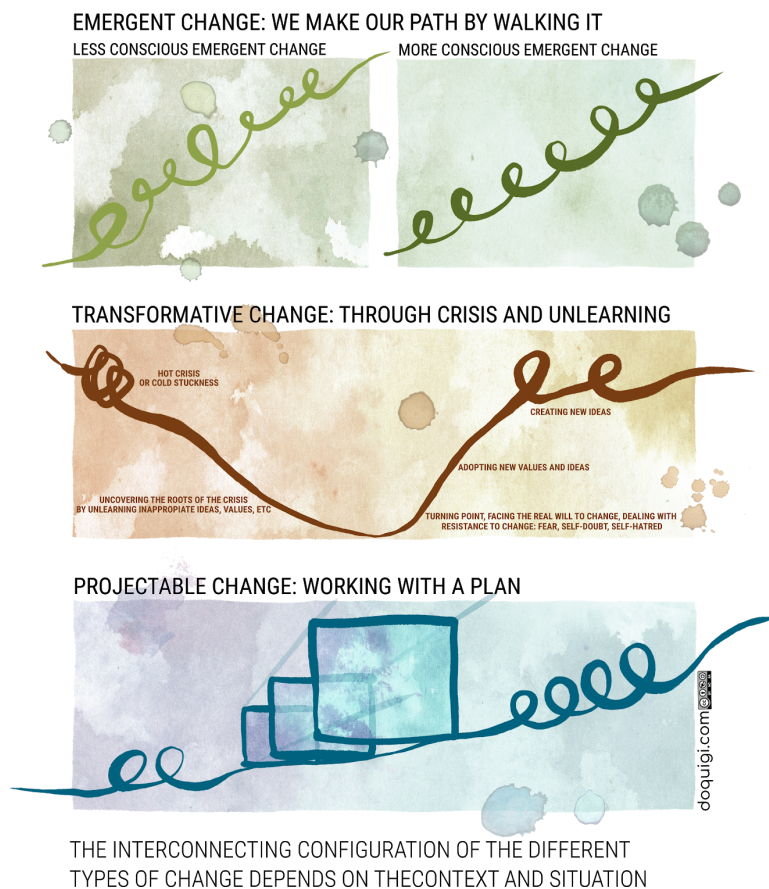 EMERGENT CHANGE: WE MAKE OUR PATH BY WALKING IT
LESS CONSCIOUS EMERGENT CHANGE
MORE CONSCIOUS EMERGENT CHANGE
TRANSFORMATIVE CHANGE: THROUGH CRISIS AND UNLEARNING
HOT CRISIS
OR COLD STUCKNESS
CREATING NEW IDEAS
ADOPTING NEW VALUES AND IDEAS
UNCOVERING THE ROOTS OF THE CRISIS
BY UNLEARNING INAPPROPIATE IDEAS, VALUES, ETC
TURNING POINT, FACING THE REAL WILL TO CHANGE, DEALING WITH
RESISTANCE TO CHANGE: FEAR, SELF-DOUBT, SELF-HATRED
PROJECTABLE CHANGE: WORKING WITH A PLAN
doquigi.com
THE INTERCONNECTING CONFIGURATION OF THE DIFFERENT
TYPES OF CHANGE DEPENDS ON THECONTEXT AND SITUATION